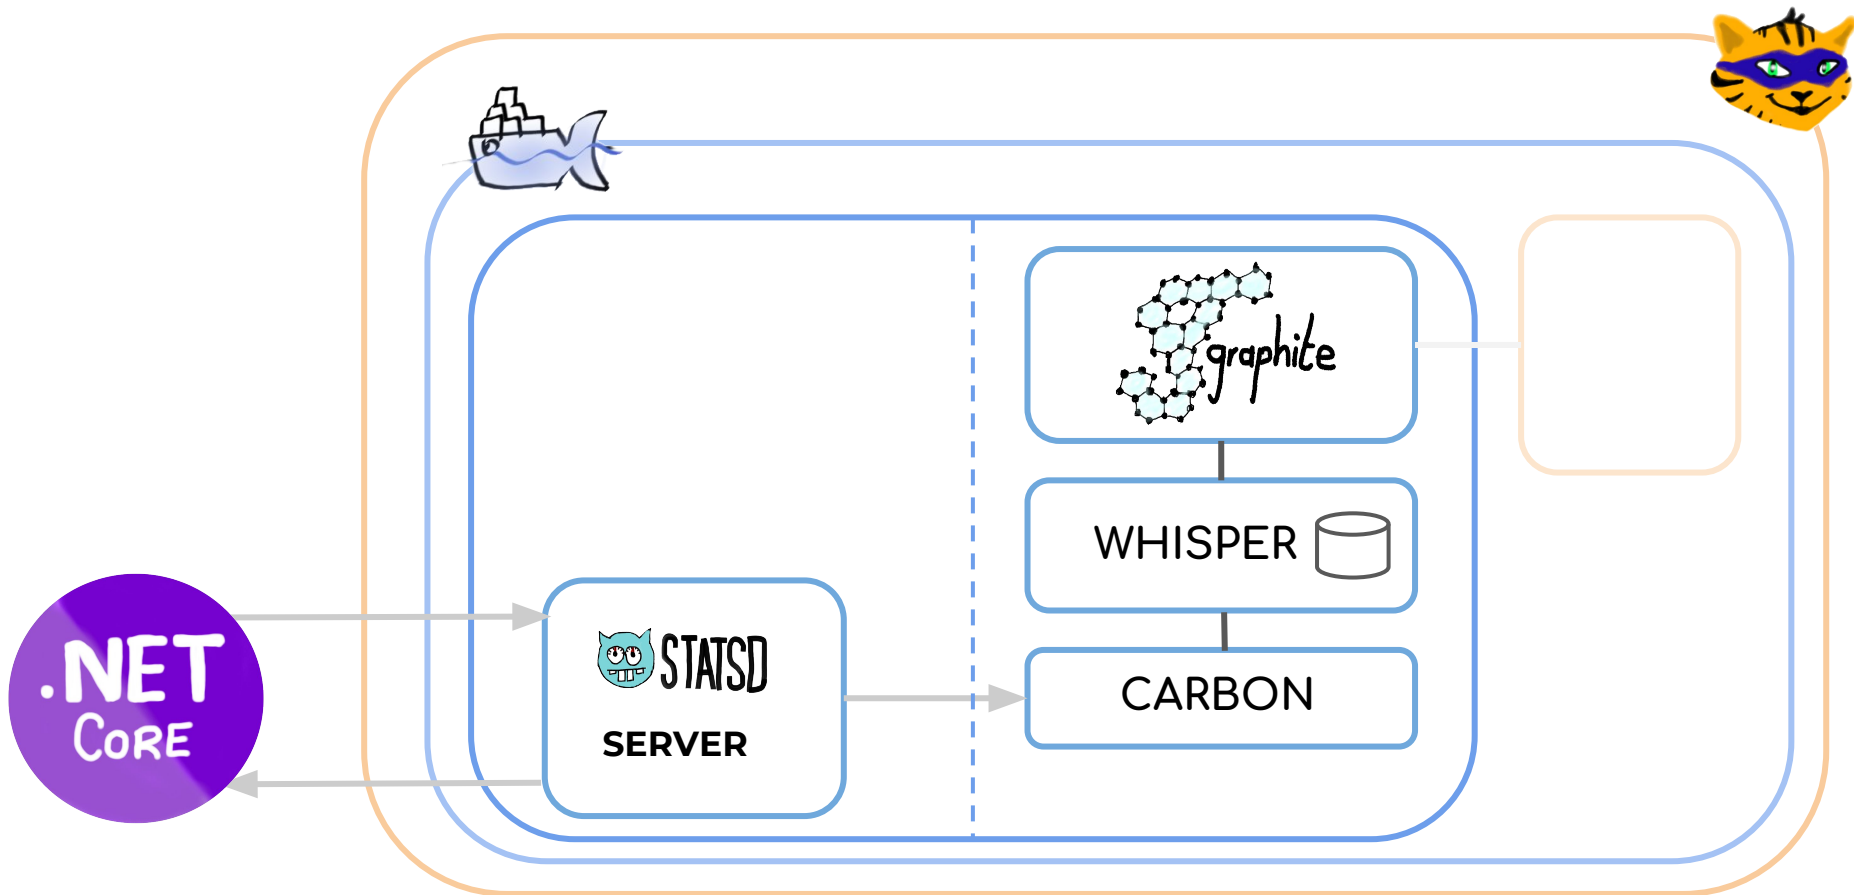 .NET
CORE
STATSD
SERVER
graphite
WHISPER
CARBON